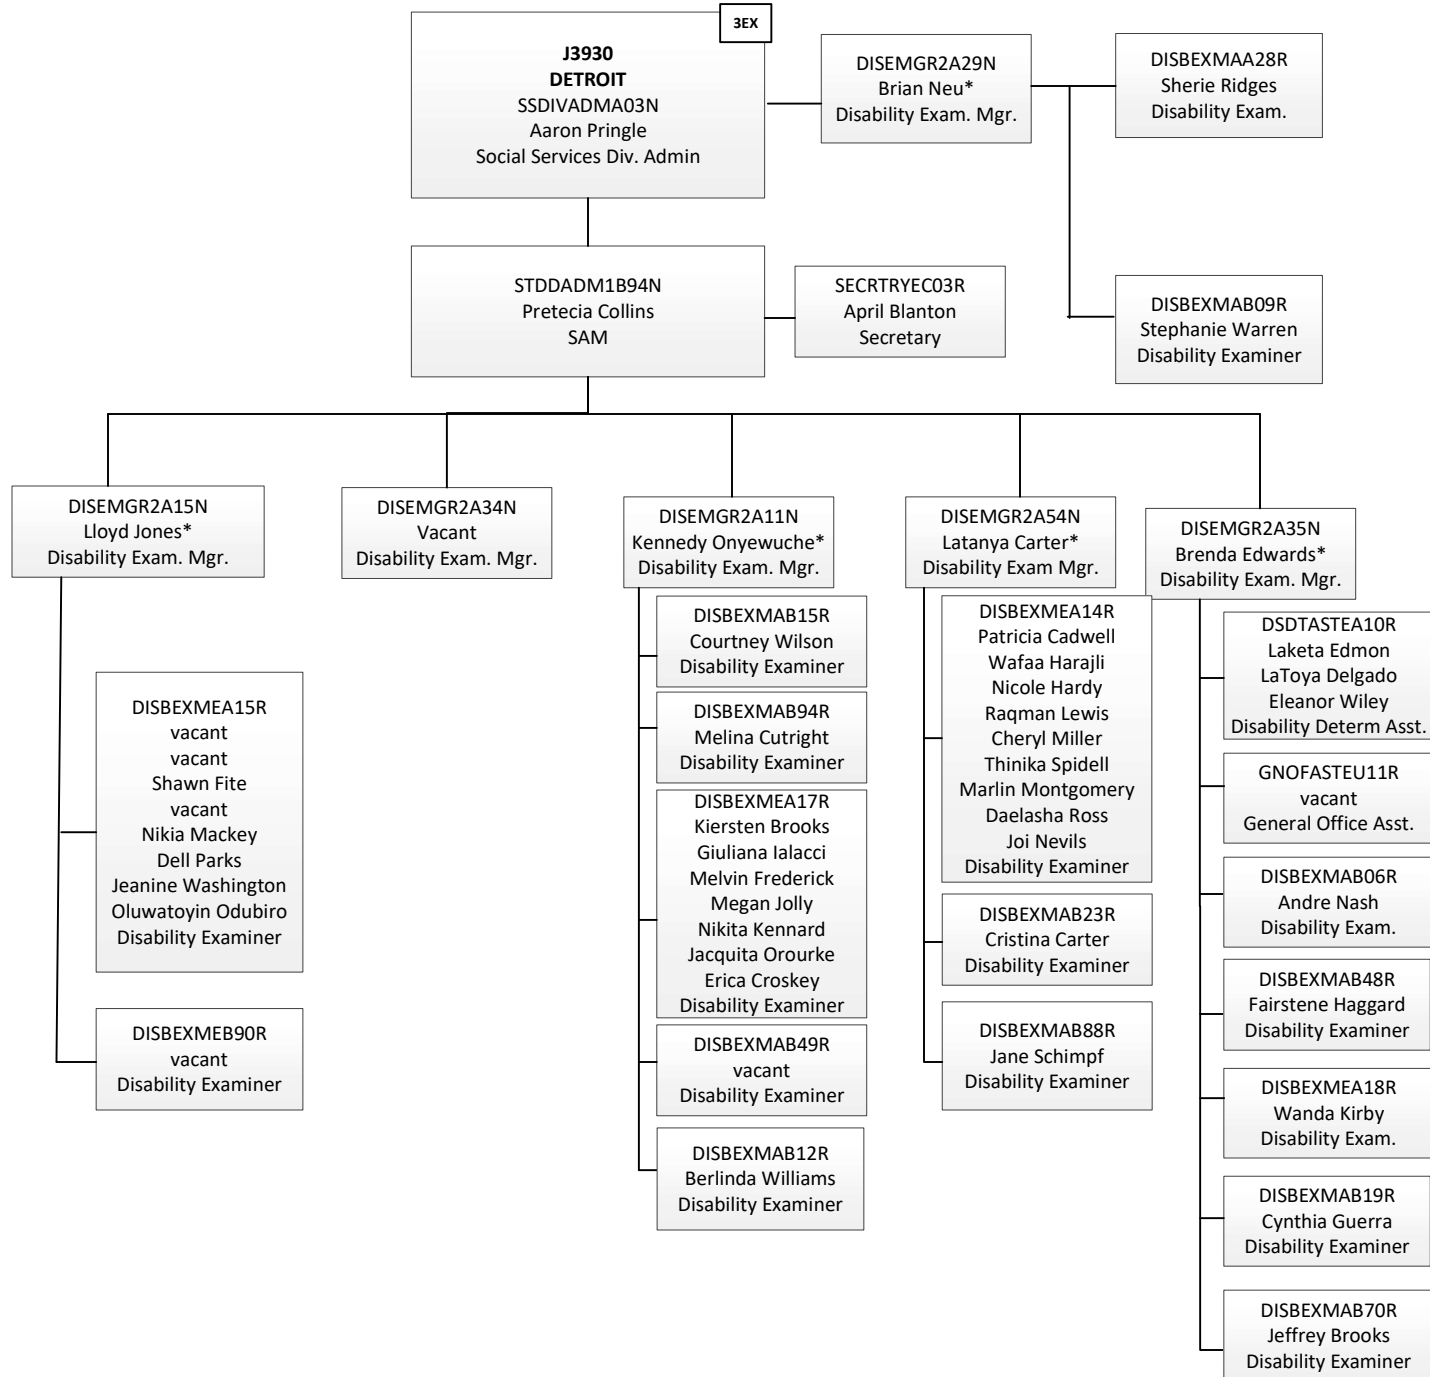 3EX
J3930
DETROIT
SSDIVADMA03N
Aaron Pringle
Social Services Div. Admin
DISEMGR2A29N
Brian Neu*
Disability Exam. Mgr.
DISBEXMAA28R
Sherie Ridges
Disability Exam.
STDDADM1B94N
Pretecia Collins
SAM
SECRTRYEC03R
April Blanton
Secretary
DISBEXMAB09R
Stephanie Warren
Disability Examiner
DISEMGR2A15N
Lloyd Jones*
Disability Exam. Mgr.
DISBEXMEA15R
vacant
vacant
Shawn Fite
vacant
Nikia Mackey
Dell Parks
Jeanine Washington
Oluwatoyin Odubiro
Disability Examiner
DISBEXMEB90R
vacant
Disability Examiner
DISEMGR2A34N
Vacant
Disability Exam. Mgr.
DISEMGR2A11N
Kennedy Onyewuche*
Disability Exam. Mgr.
DISBEXMAB15R
Courtney Wilson
Disability Examiner
DISBEXMAB94R
Melina Cutright
Disability Examiner
DISBEXMEA17R
Kiersten Brooks
Giuliana Ialacci
Melvin Frederick
Megan Jolly
Nikita Kennard
Jacquita Orourke
Erica Croskey
Disability Examiner
DISBEXMAB49R
vacant
Disability Examiner
DISBEXMAB12R
Berlinda Williams
Disability Examiner
DISEMGR2A54N
Latanya Carter*
Disability Exam Mgr.
DISBEXMEA14R
Patricia Cadwell
Wafaa Harajli
Nicole Hardy
Raqman Lewis
Cheryl Miller
Thinika Spidell
Marlin Montgomery
Daelasha Ross
Joi Nevils
Disability Examiner
DISBEXMAB23R
Cristina Carter
Disability Examiner
DISBEXMAB88R
Jane Schimpf
Disability Examiner
DISEMGR2A35N
Brenda Edwards*
Disability Exam. Mgr.
DSDTASTEA10R
Laketa Edmon
LaToya Delgado
Eleanor Wiley
Disability Determ Asst.
GNOFASTEU11R
vacant
General Office Asst.
DISBEXMAB06R
Andre Nash
Disability Exam.
DISBEXMAB48R
Fairstene Haggard
Disability Examiner
DISBEXMEA18R
Wanda Kirby
Disability Exam.
DISBEXMAB19R
Cynthia Guerra
Disability Examiner
DISBEXMAB70R
Jeffrey Brooks
Disability Examiner